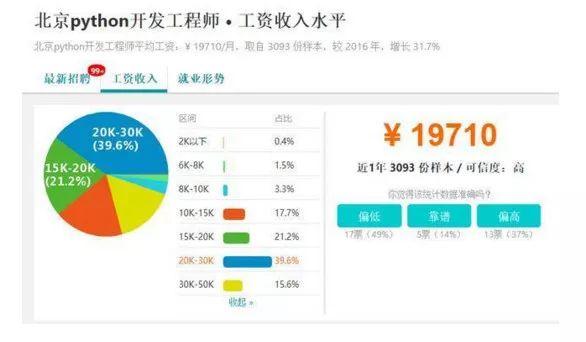 北京python开发工程师 • 工资收入水平
北京python开发工程师平均工资：¥ 19710/月，取自 3093 份样本，较 2016 年，增长 31.7%
最新招聘 99+ 工资收入 就业形势
20K-30K
(39.6%)
15K-20K
(21.2%)
区间 占比
2K以下 0.4%
6K-8K 1.5%
8K-10K 3.3%
10K-15K 17.7%
15K-20K 21.2%
20K-30K 39.6%
30K-50K 15.6%
收起 »
¥ 19710
近1年 3093 份样本 / 可信度：高
你觉得该统计数据准确吗？
偏低 靠谱 偏高
17票（49%） 5票（14%） 13票（37%）